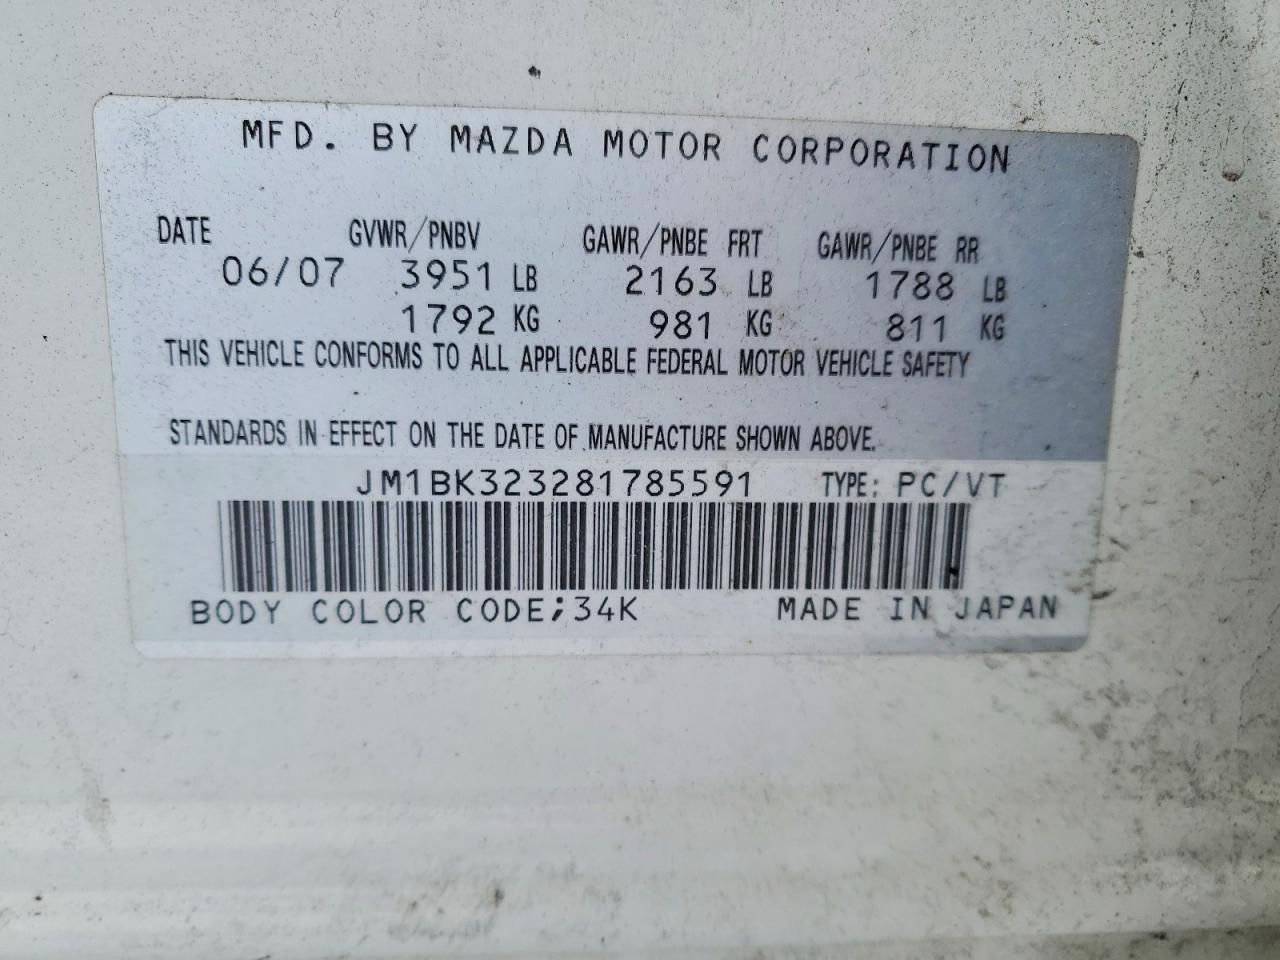 MFD. BY MAZDA MOTOR CORPORATION
DATE GVWR/PNBV GAWR/PNBE FRT GAWR/PNBE RR
06/07 3951 LB 2163 LB 1788 LB
1792 KG 981 KG 811 KG
THIS VEHICLE CONFORMS TO ALL APPLICABLE FEDERAL MOTOR VEHICLE SAFETY
STANDARDS IN EFFECT ON THE DATE OF MANUFACTURE SHOWN ABOVE.
JM1BK323281785591 TYPE: PC/VT
BODY COLOR CODE;34K MADE IN JAPAN